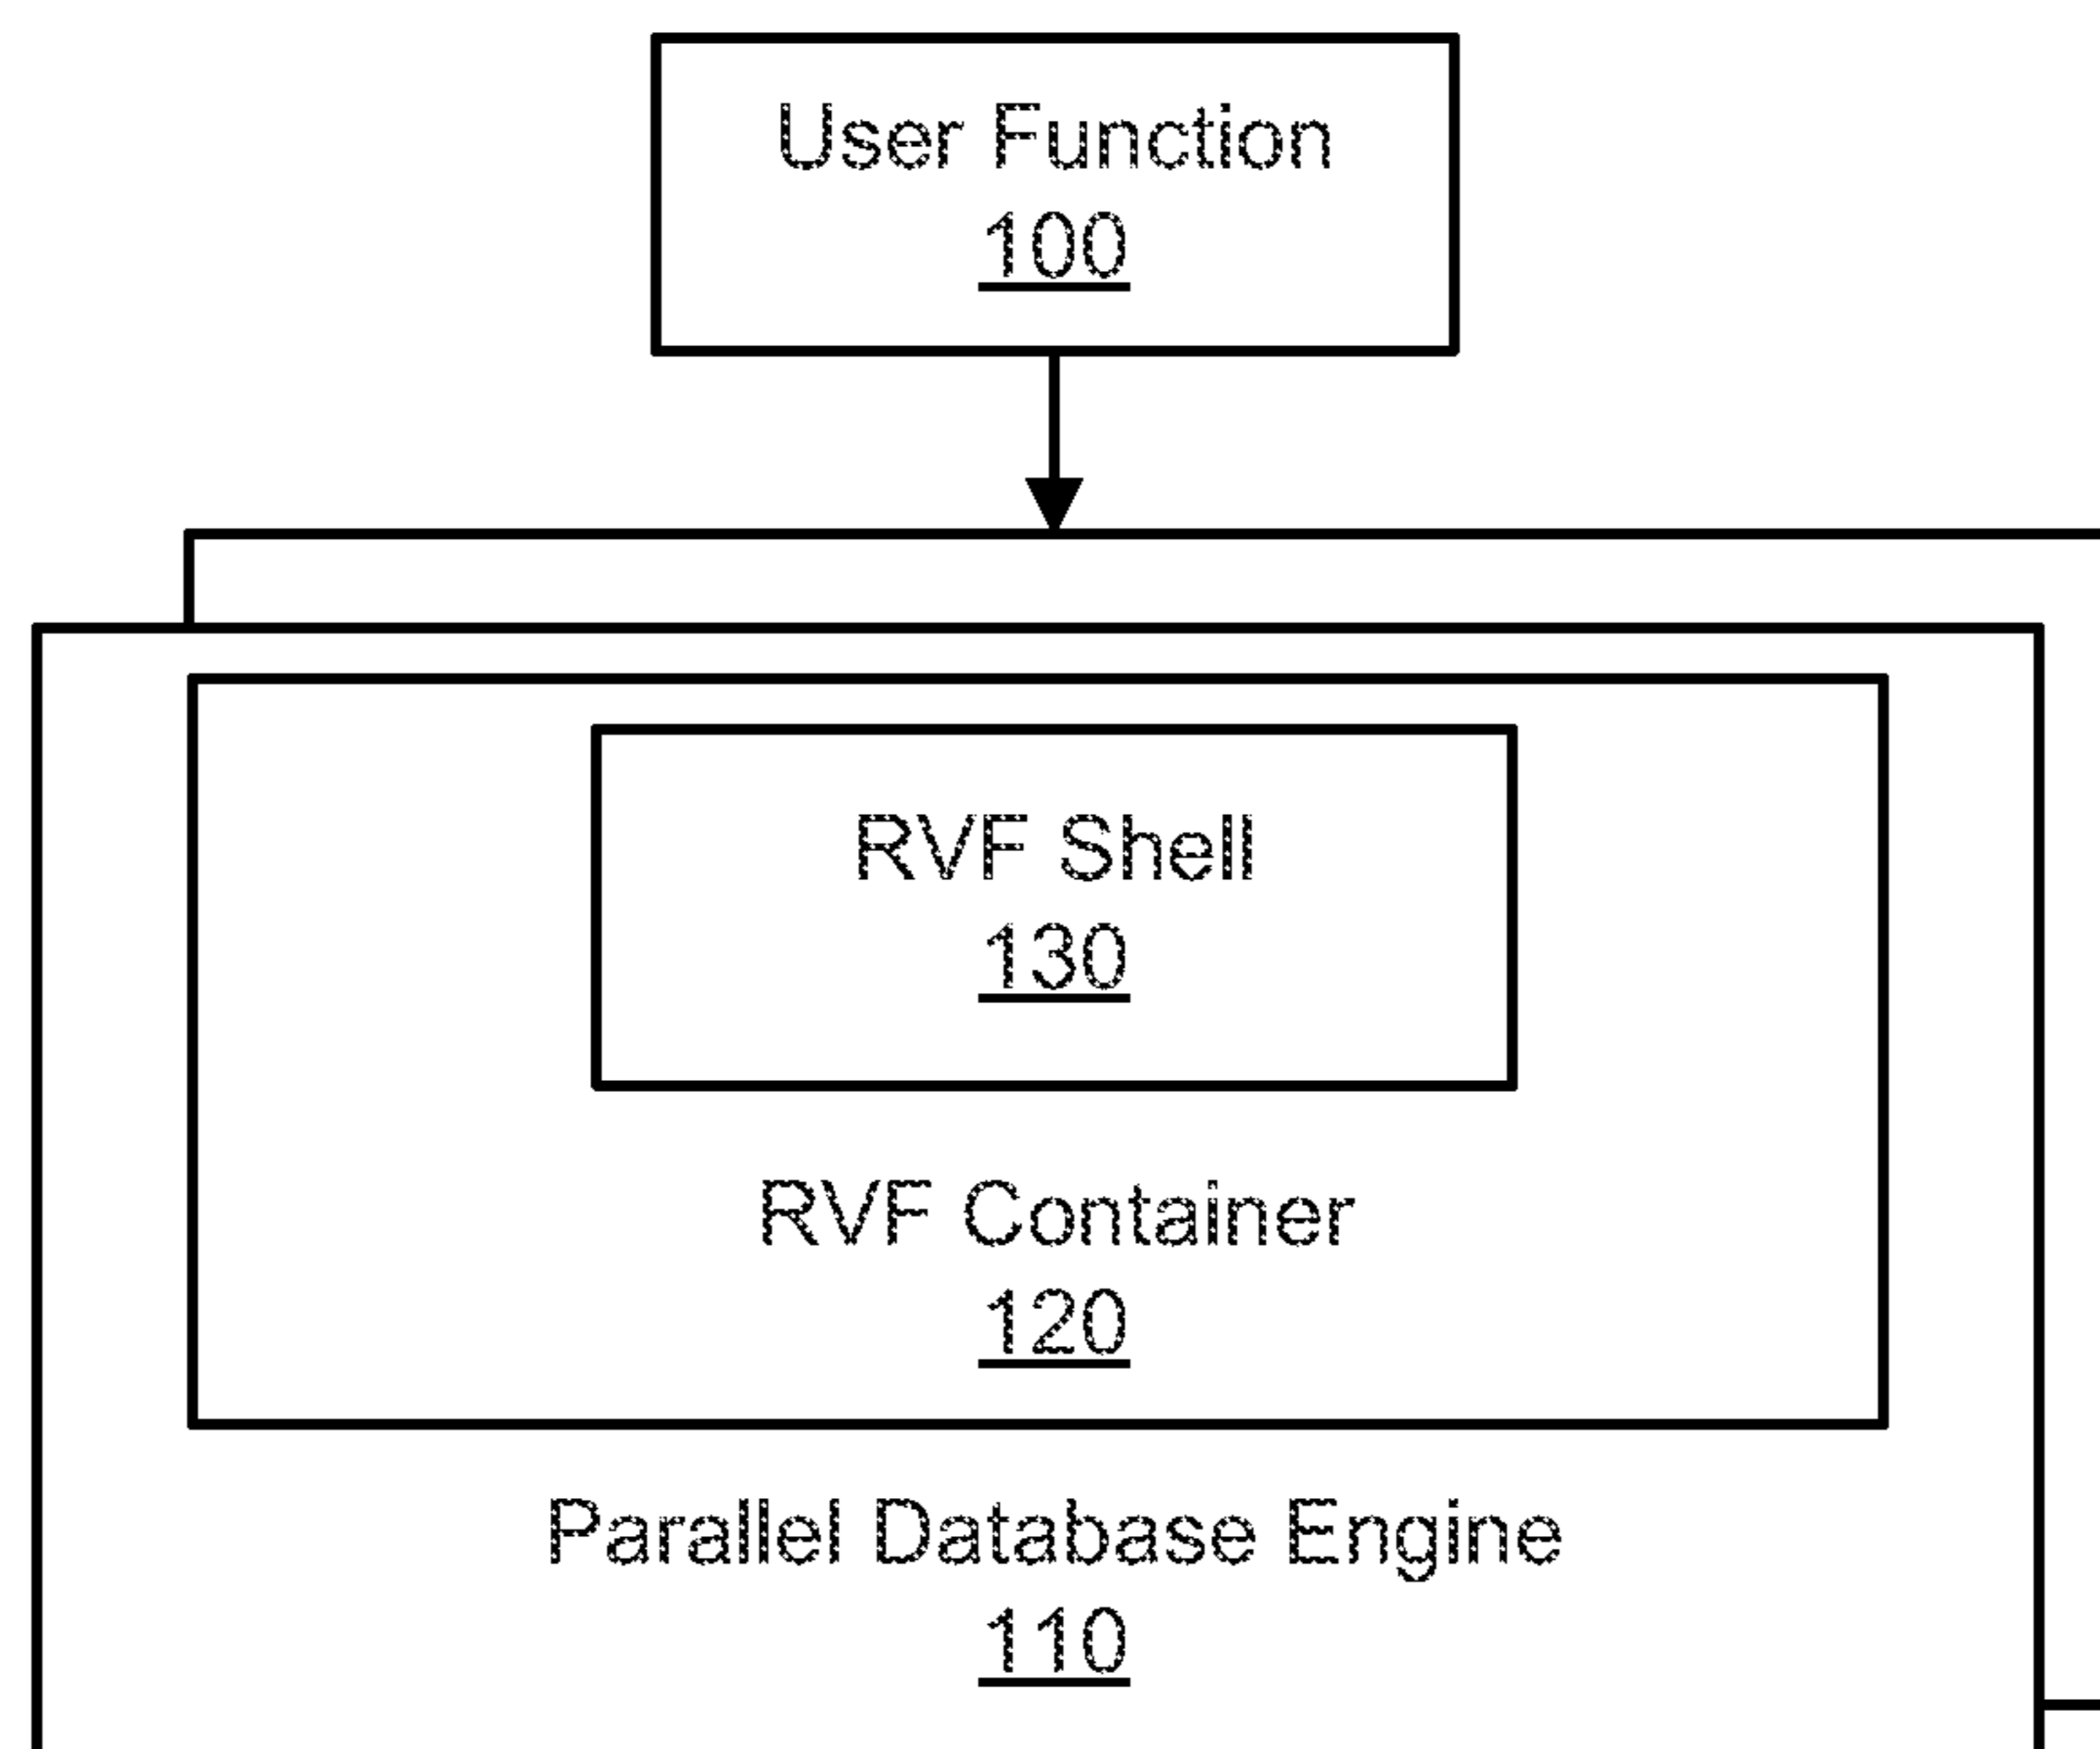 User Function
100
RVF Shell
130
RVF Container
120
Parallel Database Engine
110